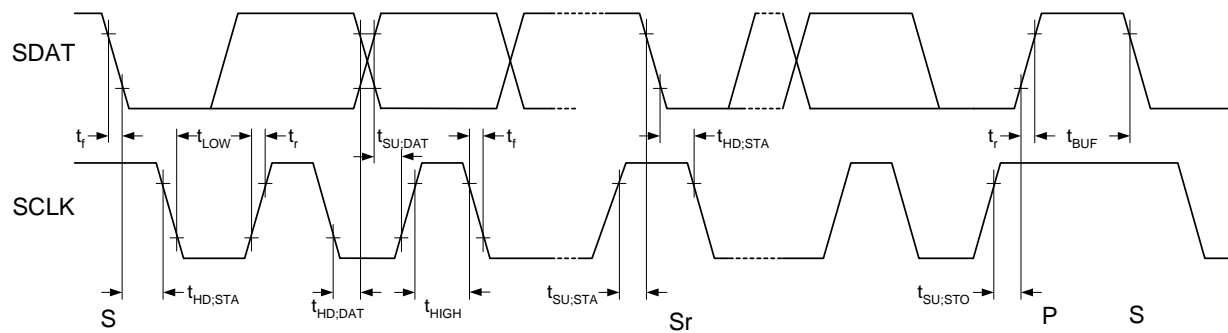 SDAT
t_f t_LOW t_r t_SU;DAT t_f t_HD;STA t_r t_BUF
SCLK
t_HD;STA t_HD;DAT t_HIGH t_SU;STA t_SU;STO
S Sr P S